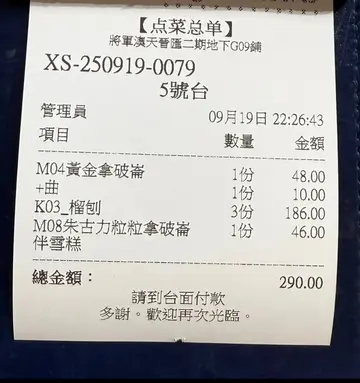 【点菜总单】
將軍澳天晉匯二期地下G09鋪
XS-250919-0079
5號台
管理員 09月19日 22:26:43
項目 數量 金額
M04黃金拿破崙 1份 48.00
+曲 1份 10.00
K03_榴刨 3份 186.00
M08朱古力粒粒拿破崙 1份 46.00
伴雪糕
總金額： 290.00
請到台面付款
多謝。歡迎再次光臨。